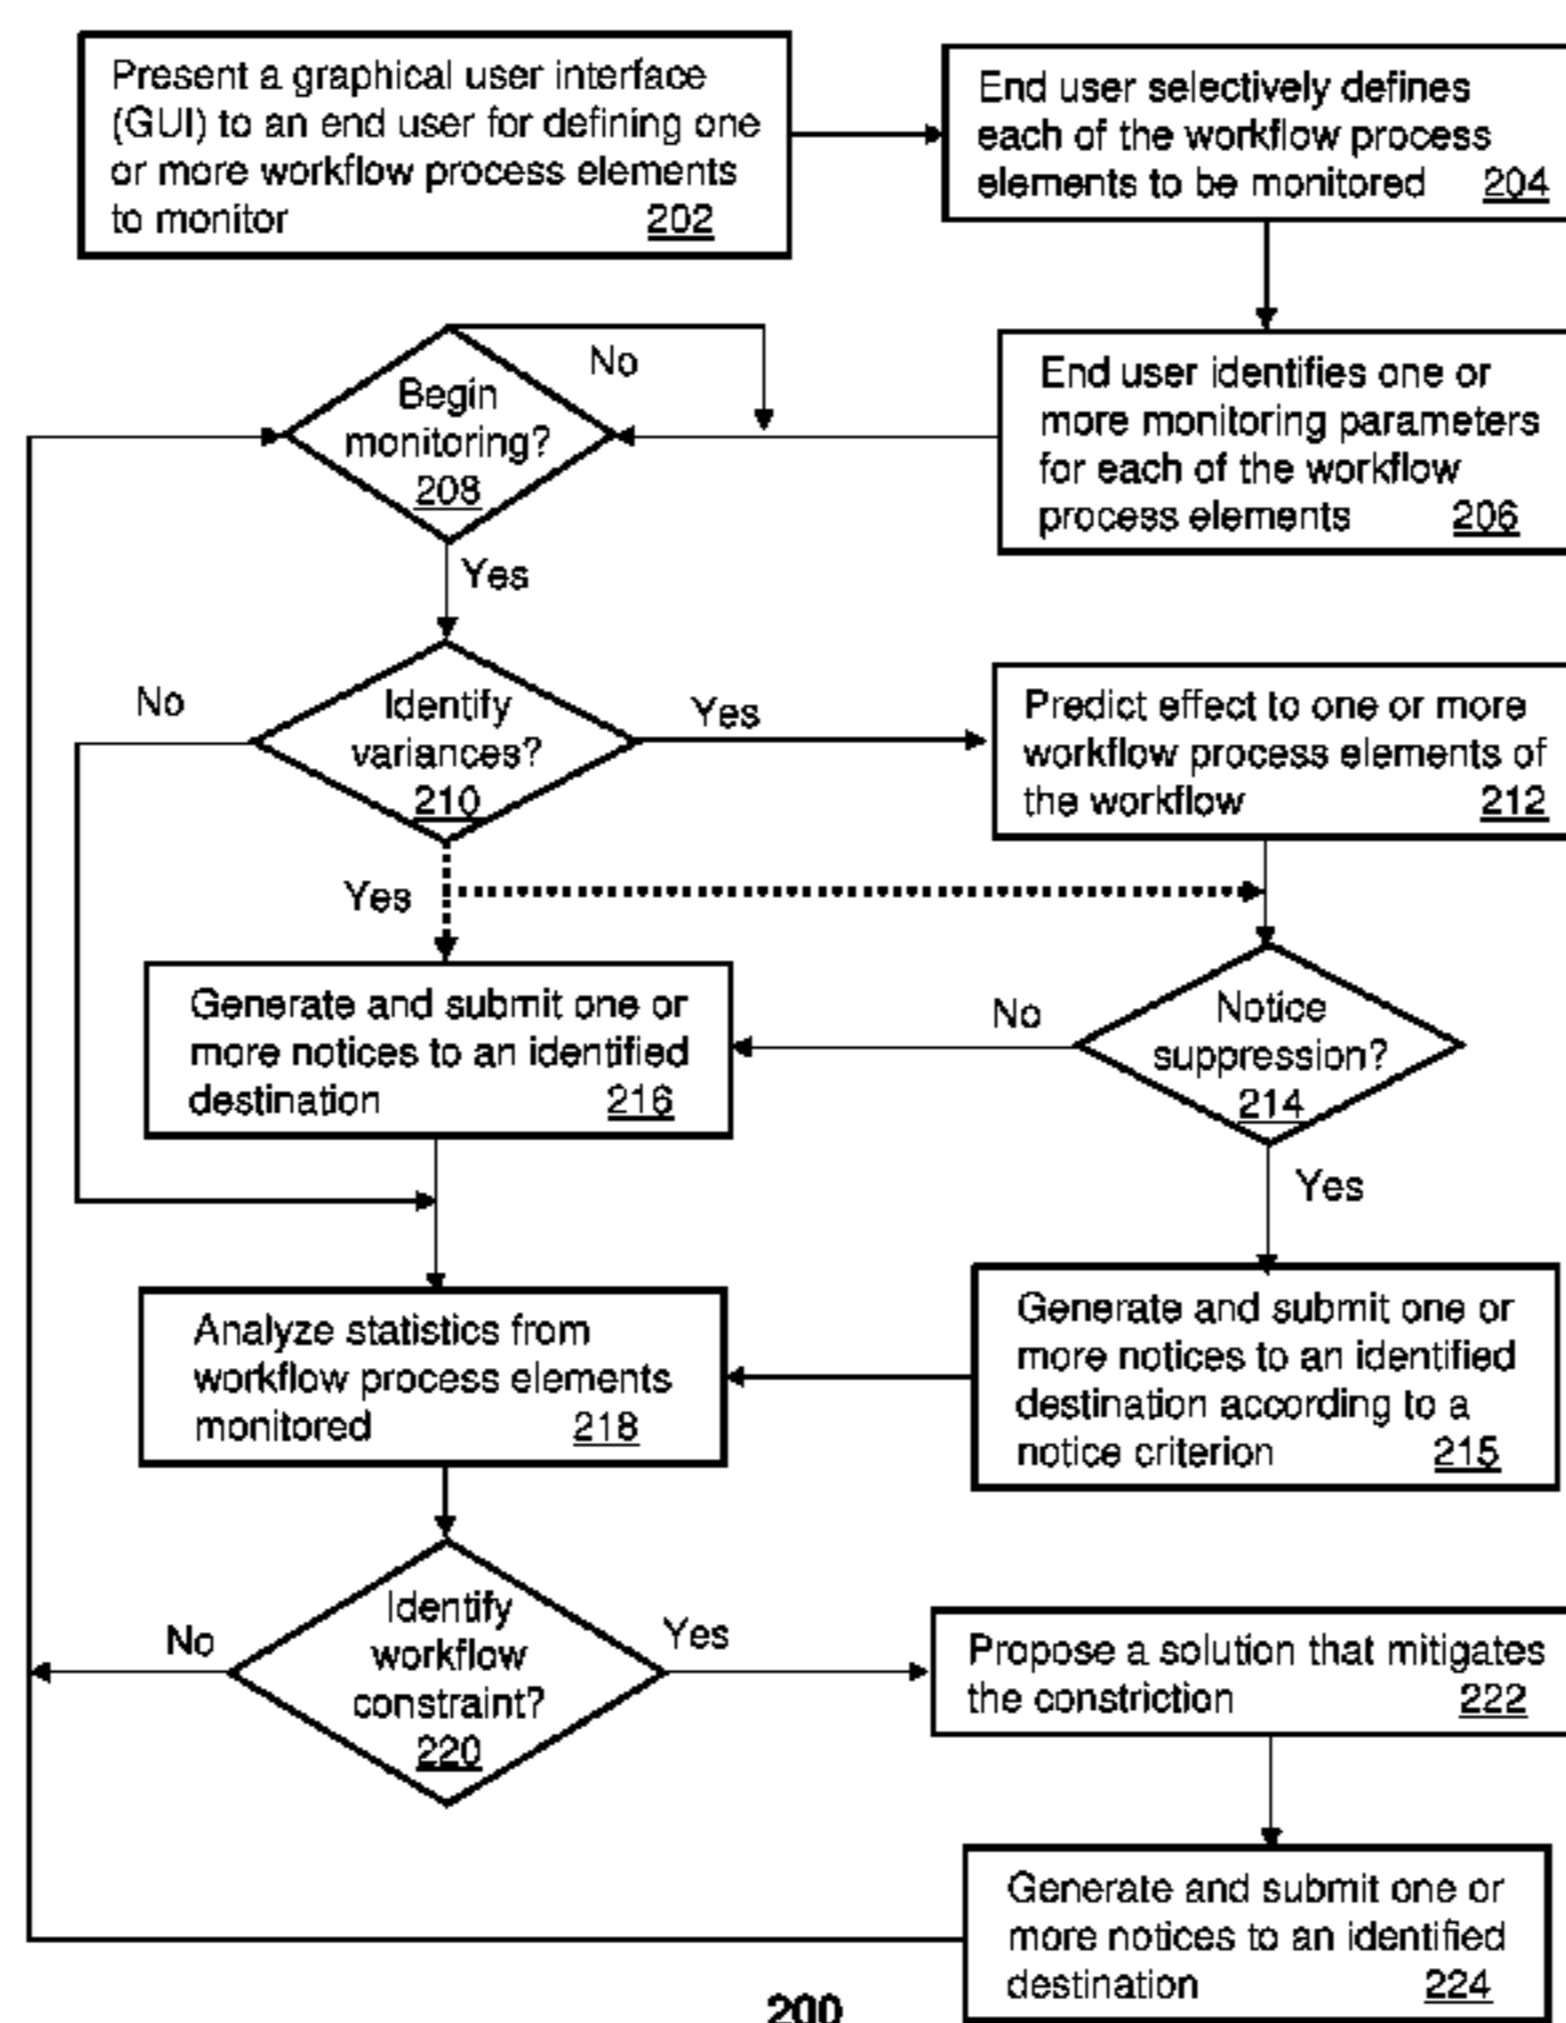 Present a graphical user interface
(GUI) to an end user for defining one
or more workflow process elements
to monitor 202
End user selectively defines
each of the workflow process
elements to be monitored 204
No
Begin
monitoring?
208
End user identifies one or
more monitoring parameters
for each of the workflow
process elements 206
Yes
No
Identify
variances?
210
Yes
Predict effect to one or more
workflow process elements of
the workflow 212
Yes
Generate and submit one or
more notices to an identified
destination 216
No
Notice
suppression?
214
Yes
Analyze statistics from
workflow process elements
monitored 218
Generate and submit one or
more notices to an identified
destination according to a
notice criterion 215
No
Identify
workflow
constraint?
220
Yes
Propose a solution that mitigates
the constriction 222
Generate and submit one or
more notices to an identified
destination 224
200